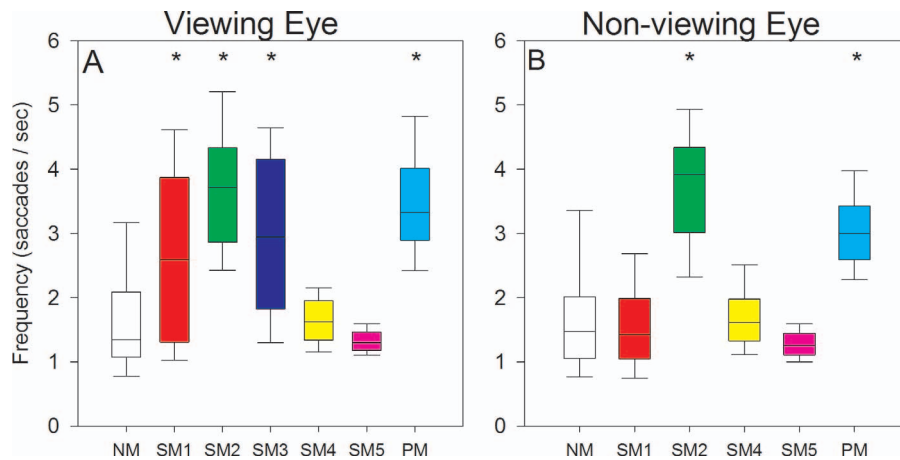 Viewing Eye
Non-viewing Eye
Frequency (saccades / sec)
A
* * * *
6
5
4
3
2
1
0
NM SM1 SM2 SM3 SM4 SM5 PM
B
* *
6
5
4
3
2
1
0
NM SM1 SM2 SM4 SM5 PM